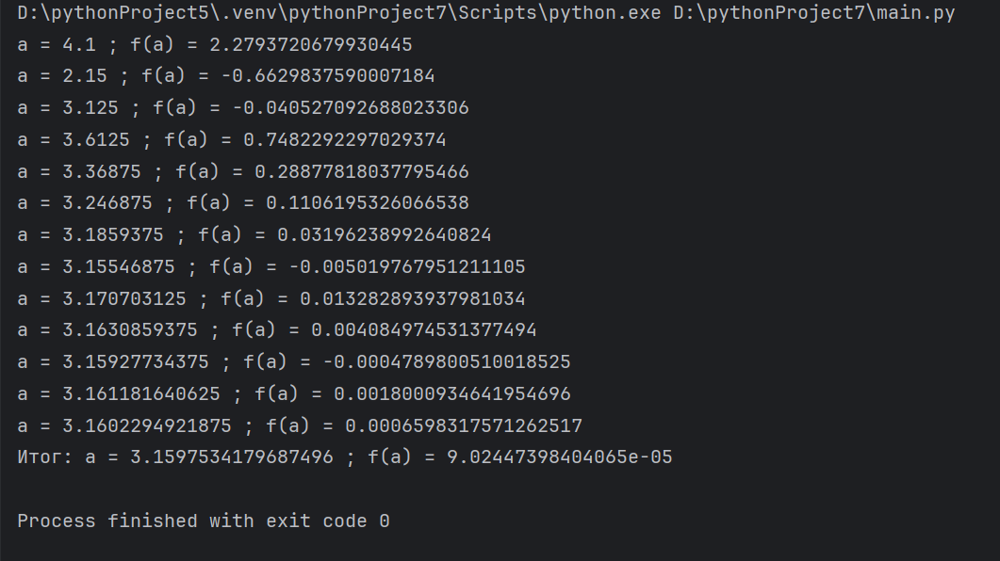 D:\pythonProject5\.venv\pythonProject7\Scripts\python.exe D:\pythonProject7\main.py
a = 4.1 ; f(a) = 2.2793720679930445
a = 2.15 ; f(a) = -0.6629837590007184
a = 3.125 ; f(a) = -0.040527092688023306
a = 3.6125 ; f(a) = 0.7482292297029374
a = 3.36875 ; f(a) = 0.28877818037795466
a = 3.246875 ; f(a) = 0.1106195326066538
a = 3.1859375 ; f(a) = 0.03196238992640824
a = 3.15546875 ; f(a) = -0.005019767951211105
a = 3.170703125 ; f(a) = 0.013282893937981034
a = 3.1630859375 ; f(a) = 0.004084974531377494
a = 3.15927734375 ; f(a) = -0.0004789800510018525
a = 3.161181640625 ; f(a) = 0.0018000934641954696
a = 3.1602294921875 ; f(a) = 0.0006598317571262517
Итог: a = 3.1597534179687496 ; f(a) = 9.02447398404065e-05
Process finished with exit code 0